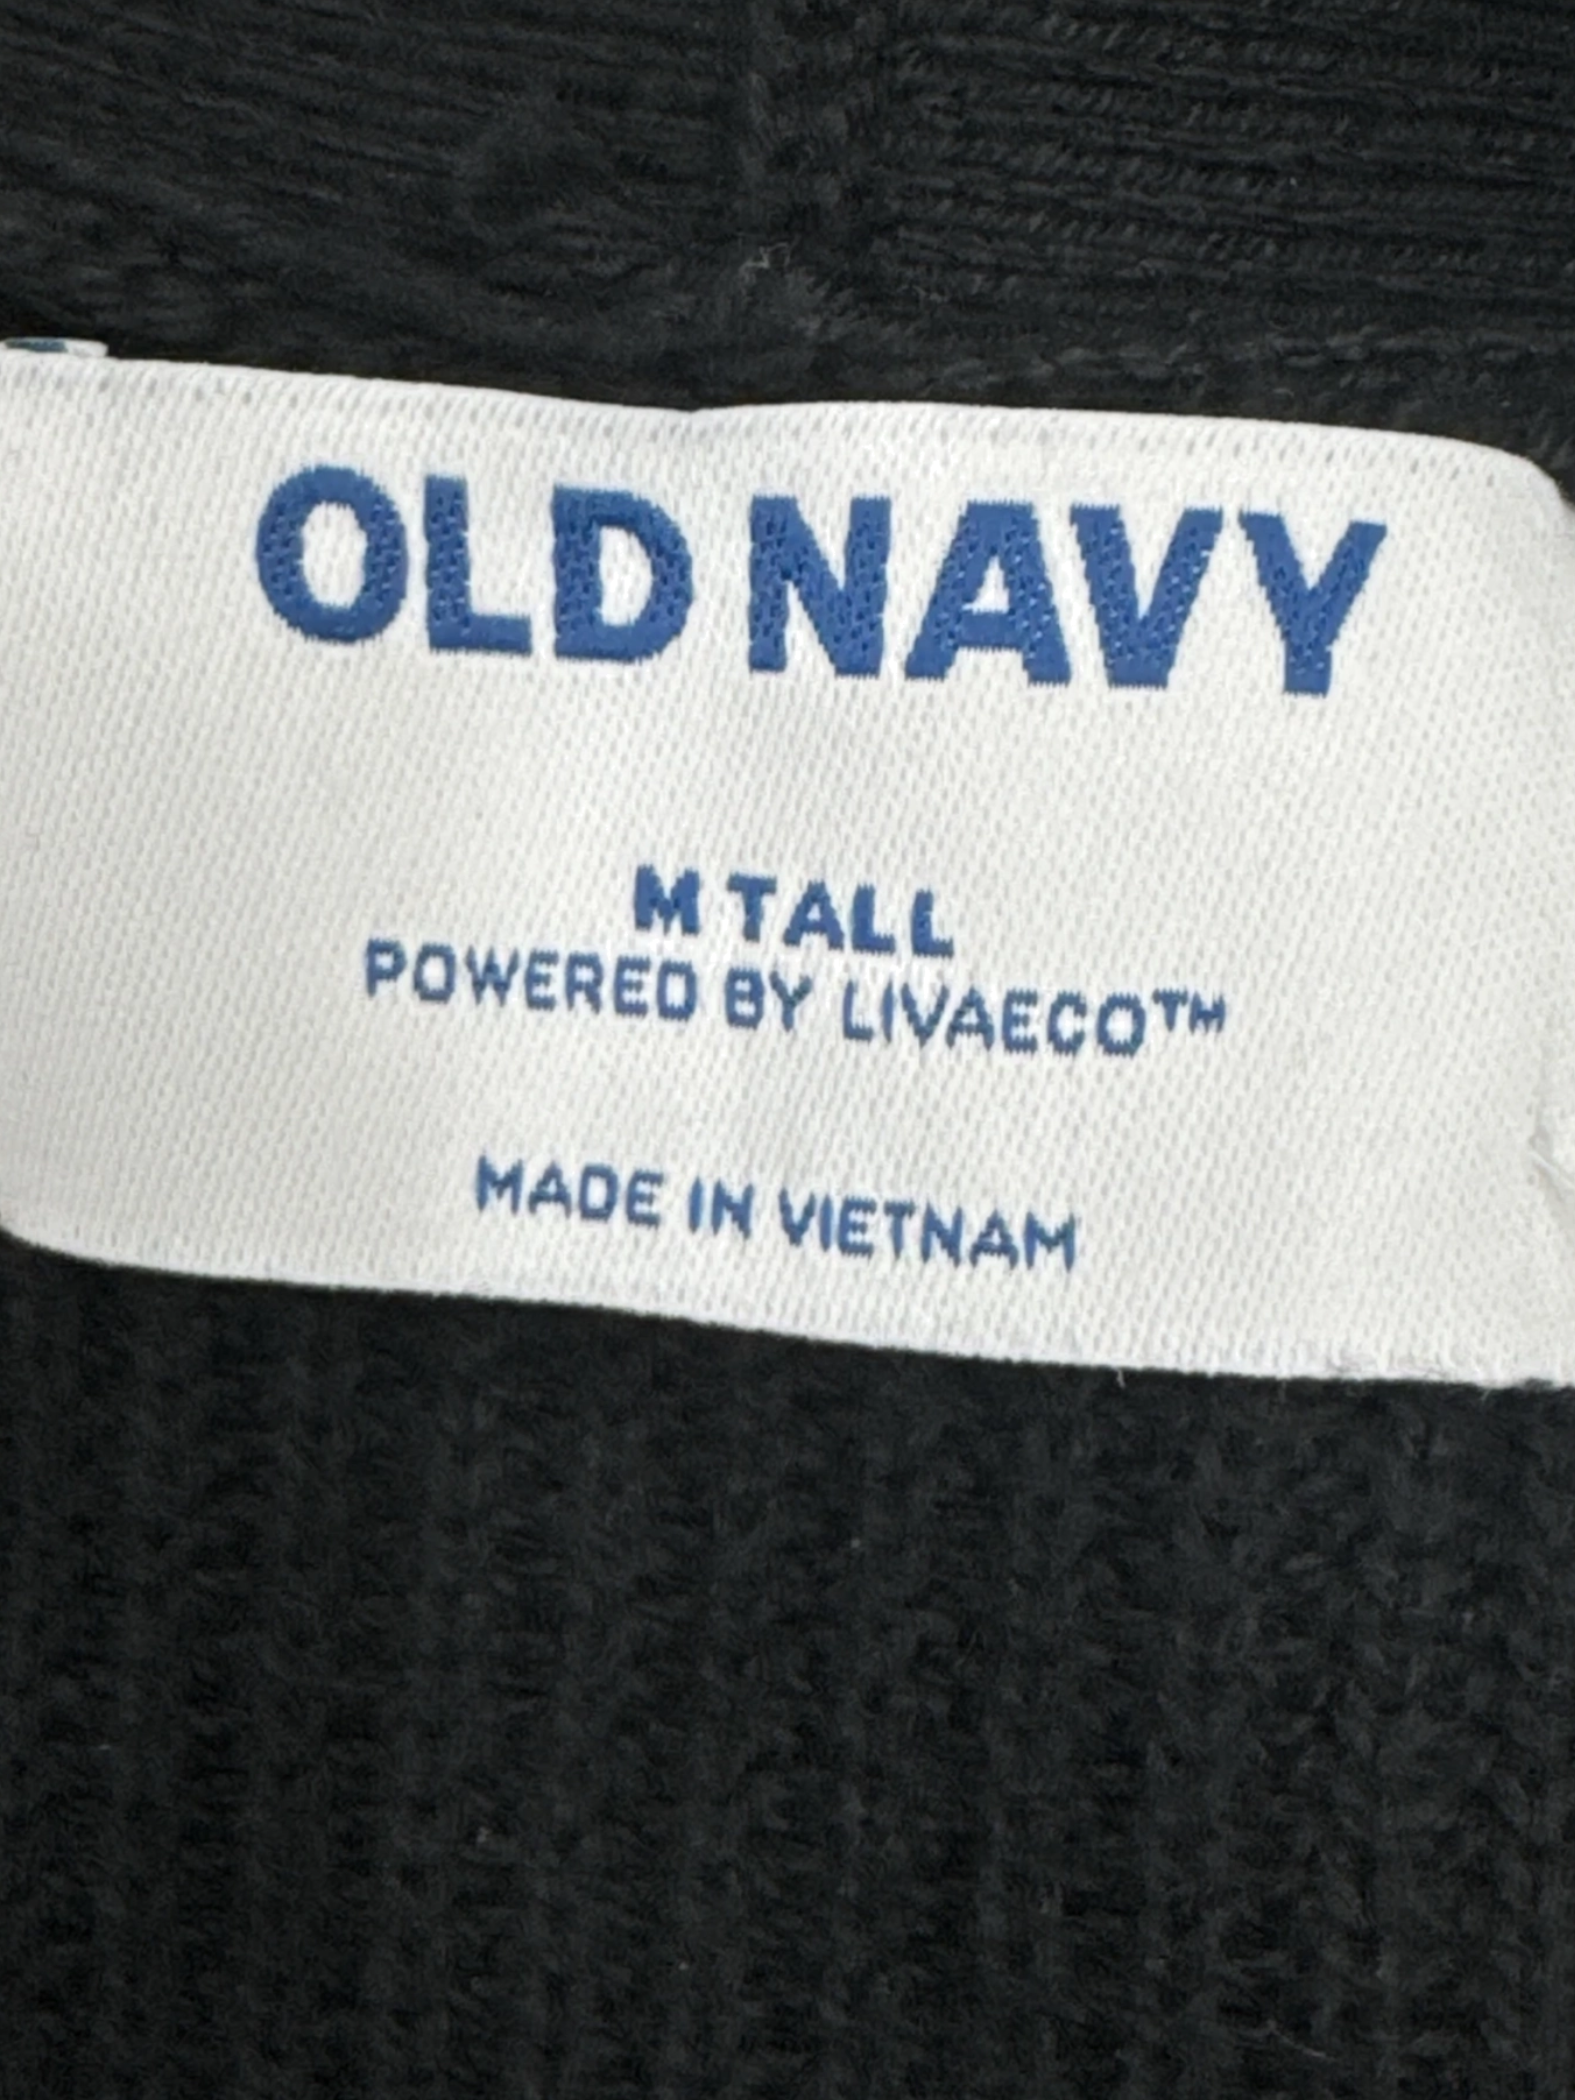 OLD NAVY
M TALL
POWERED BY LIVAECO™
MADE IN VIETNAM